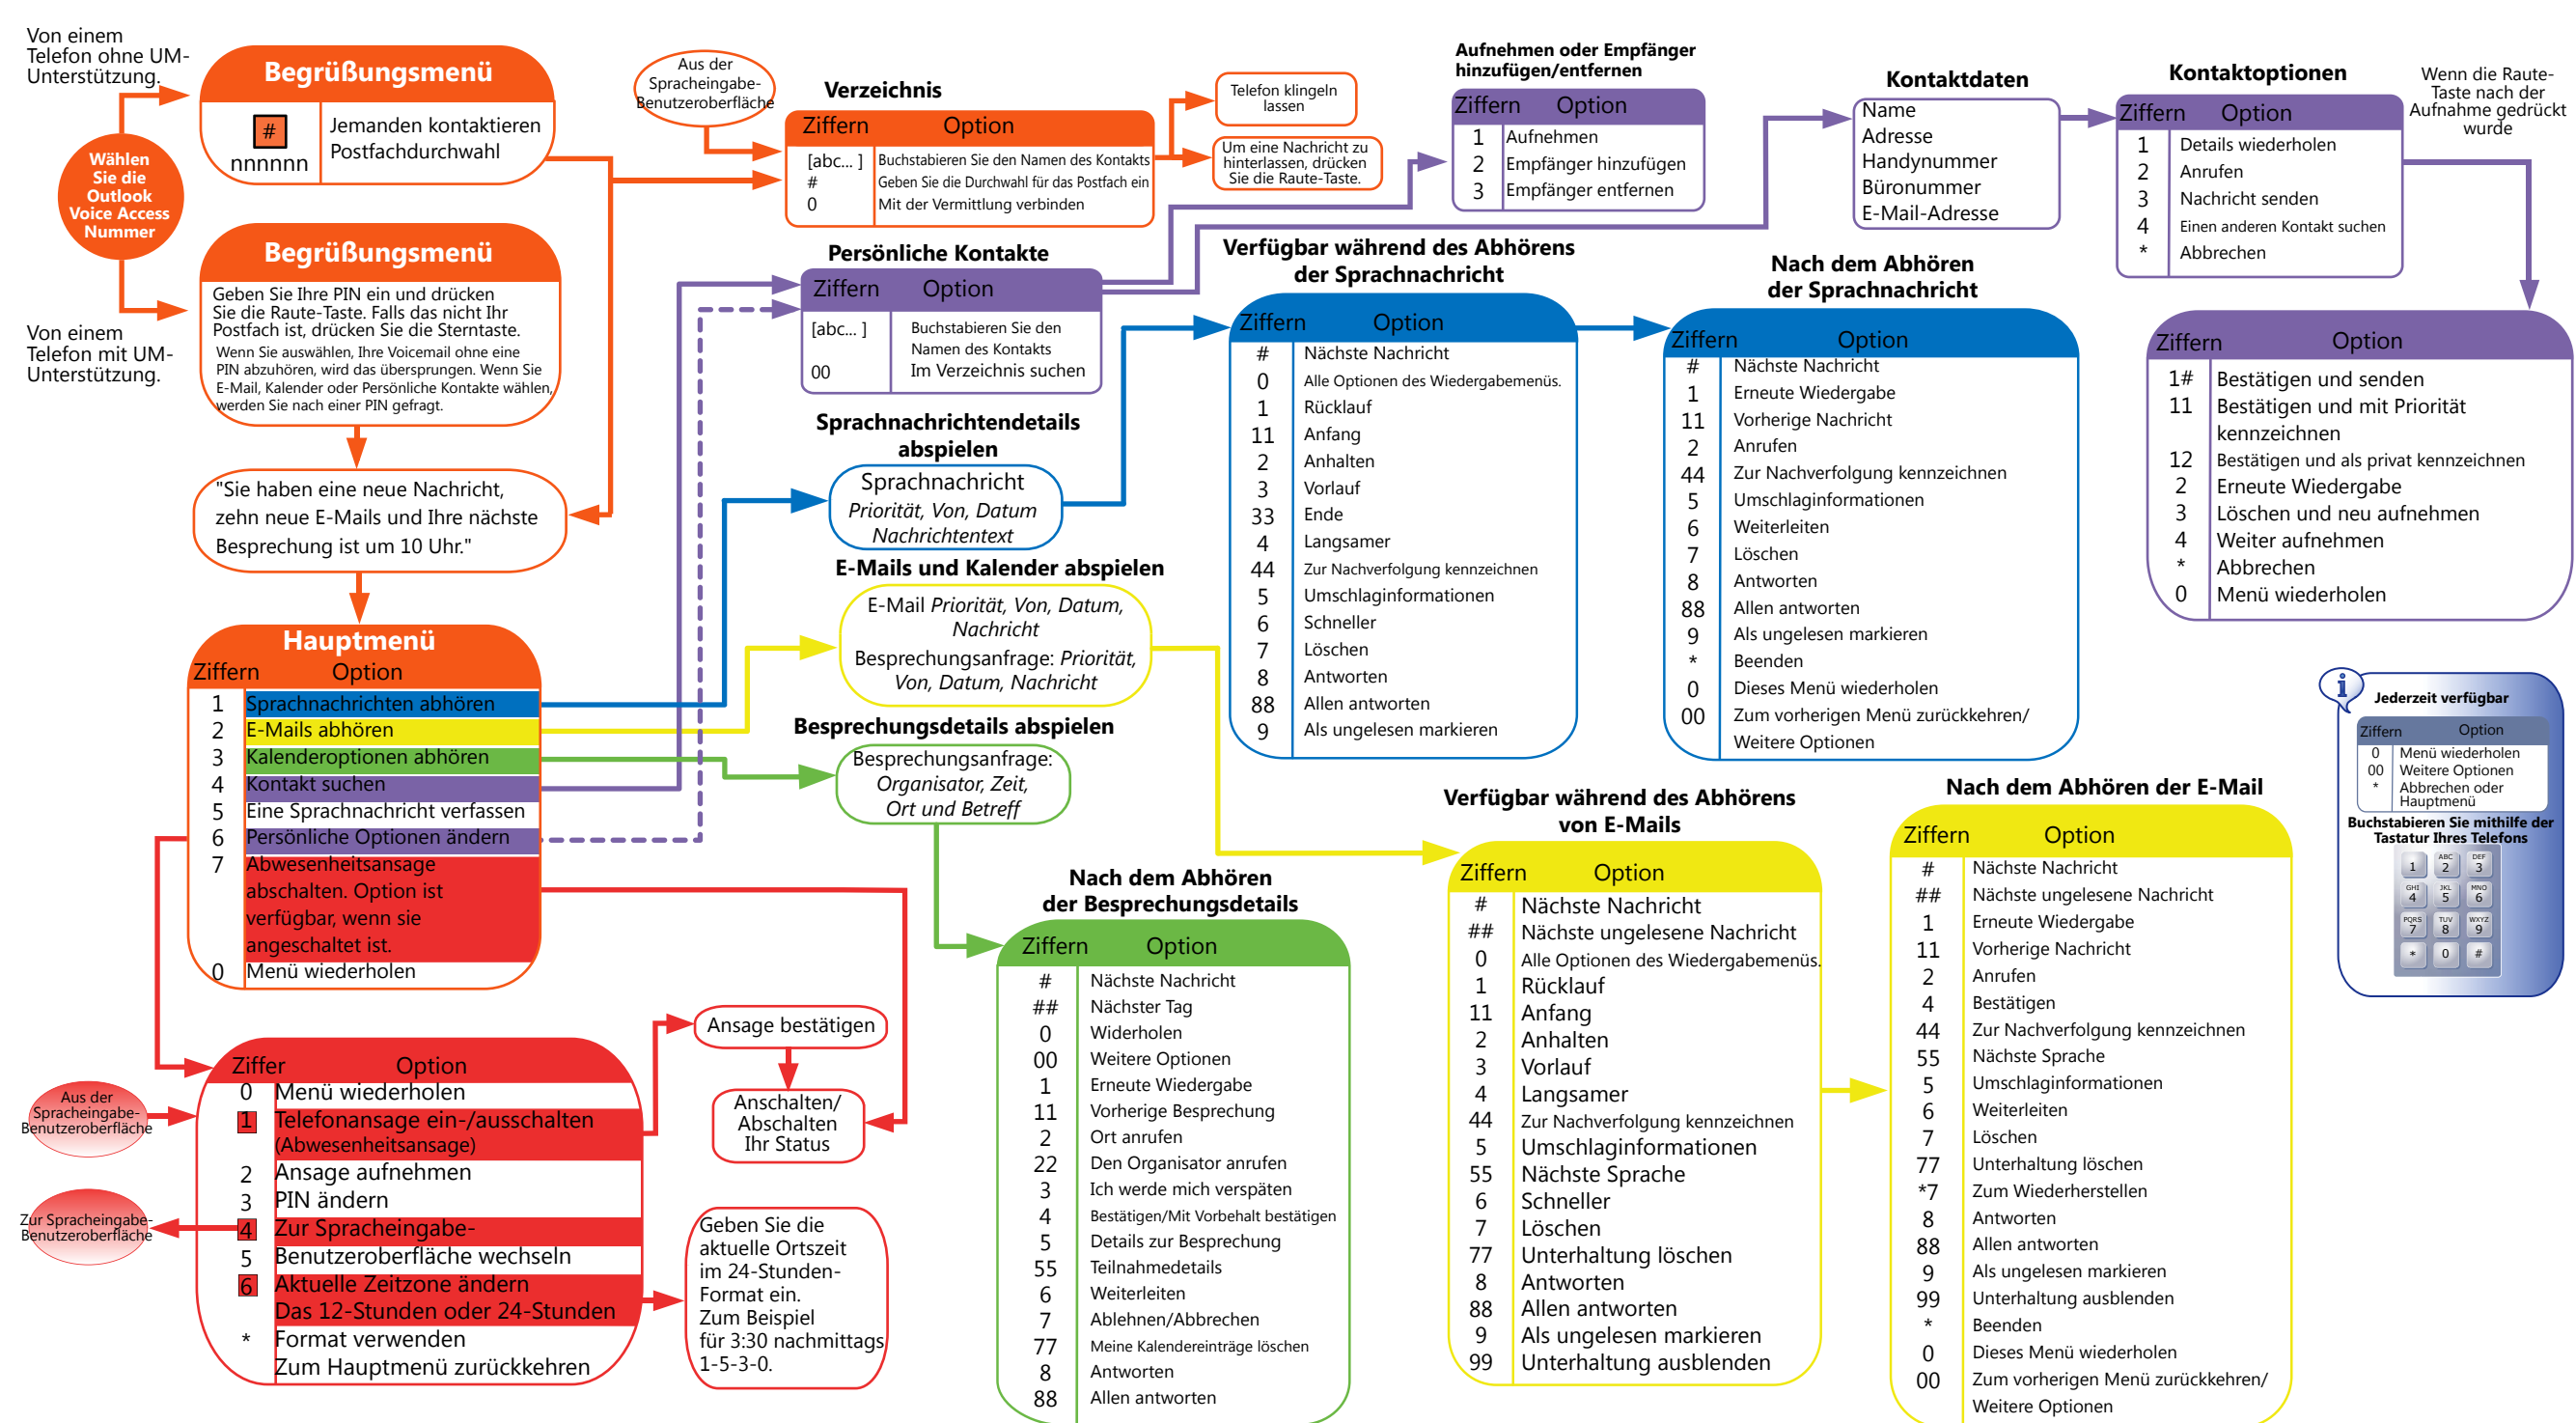 Von einem
Telefon ohne UM-
Unterstützung.
Wählen
Sie die
Outlook
Voice Access
Nummer
Von einem
Telefon mit UM-
Unterstützung.
Begrüßungsmenü
# Jemanden kontaktieren
nnnnnn Postfachdurchwahl
Begrüßungsmenü
Geben Sie Ihre PIN ein und drücken
Sie die Raute-Taste. Falls das nicht Ihr
Postfach ist, drücken Sie die Sterntaste.
Wenn Sie auswählen, Ihre Voicemail ohne eine
PIN abzuhören, wird das übersprungen. Wenn Sie
E-Mail, Kalender oder Persönliche Kontakte wählen,
werden Sie nach einer PIN gefragt.
"Sie haben eine neue Nachricht,
zehn neue E-Mails und Ihre nächste
Besprechung ist um 10 Uhr."
Hauptmenü
Ziffern Option
1 Sprachnachrichten abhören
2 E-Mails abhören
3 Kalenderoptionen abhören
4 Kontakt suchen
5 Eine Sprachnachricht verfassen
6 Persönliche Optionen ändern
7 Abwesenheitsansage
abschalten. Option ist
verfügbar, wenn sie
angeschaltet ist.
0 Menü wiederholen
Aus der
Spracheingabe-
Benutzeroberfläche
Zur Spracheingabe-
Benutzeroberfläche
Ziffer Option
0 Menü wiederholen
1 Telefonansage ein-/ausschalten
(Abwesenheitsansage)
2 Ansage aufnehmen
3 PIN ändern
4 Zur Spracheingabe-
5 Benutzeroberfläche wechseln
6 Aktuelle Zeitzone ändern
Das 12-Stunden oder 24-Stunden
* Format verwenden
Zum Hauptmenü zurückkehren
Ansage bestätigen
Anschalten/
Abschalten
Ihr Status
Geben Sie die
aktuelle Ortszeit
im 24-Stunden-
Format ein.
Zum Beispiel
für 3:30 nachmittags
1-5-3-0.
Aus der
Spracheingabe-
Benutzeroberfläche
Verzeichnis
Ziffern Option
[abc... ] Buchstabieren Sie den Namen des Kontakts
# Geben Sie die Durchwahl für das Postfach ein
0 Mit der Vermittlung verbinden
Telefon klingeln
lassen
Um eine Nachricht zu
hinterlassen, drücken
Sie die Raute-Taste.
Persönliche Kontakte
Ziffern Option
[abc... ] Buchstabieren Sie den
Namen des Kontakts
00 Im Verzeichnis suchen
Sprachnachrichtendetails
abspielen
Sprachnachricht
Priorität, Von, Datum
Nachrichtentext
E-Mails und Kalender abspielen
E-Mail Priorität, Von, Datum,
Nachricht
Besprechungsanfrage: Priorität,
Von, Datum, Nachricht
Besprechungsdetails abspielen
Besprechungsanfrage:
Organisator, Zeit,
Ort und Betreff
Nach dem Abhören
der Besprechungsdetails
Ziffern Option
# Nächste Nachricht
## Nächster Tag
0 Widerholen
00 Weitere Optionen
1 Erneute Wiedergabe
11 Vorherige Besprechung
2 Ort anrufen
22 Den Organisator anrufen
3 Ich werde mich verspäten
4 Bestätigen/Mit Vorbehalt bestätigen
5 Details zur Besprechung
55 Teilnahmedetails
6 Weiterleiten
7 Ablehnen/Abbrechen
77 Meine Kalendereinträge löschen
8 Antworten
88 Allen antworten
Aufnehmen oder Empfänger
hinzufügen/entfernen
Ziffern Option
1 Aufnehmen
2 Empfänger hinzufügen
3 Empfänger entfernen
Verfügbar während des Abhörens
der Sprachnachricht
Ziffern Option
# Nächste Nachricht
0 Alle Optionen des Wiedergabemenüs.
1 Rücklauf
11 Anfang
2 Anhalten
3 Vorlauf
33 Ende
4 Langsamer
44 Zur Nachverfolgung kennzeichnen
5 Umschlaginformationen
6 Schneller
7 Löschen
8 Antworten
88 Allen antworten
9 Als ungelesen markieren
Nach dem Abhören
der Sprachnachricht
Ziffern Option
# Nächste Nachricht
1 Erneute Wiedergabe
11 Vorherige Nachricht
2 Anrufen
44 Zur Nachverfolgung kennzeichnen
5 Umschlaginformationen
6 Weiterleiten
7 Löschen
8 Antworten
88 Allen antworten
9 Als ungelesen markieren
* Beenden
0 Dieses Menü wiederholen
00 Zum vorherigen Menü zurückkehren/
Weitere Optionen
Kontaktdaten
Name
Adresse
Handynummer
Büronummer
E-Mail-Adresse
Kontaktoptionen
Ziffern Option
1 Details wiederholen
2 Anrufen
3 Nachricht senden
4 Einen anderen Kontakt suchen
* Abbrechen
Wenn die Raute-
Taste nach der
Aufnahme gedrückt
wurde
Ziffern Option
1# Bestätigen und senden
11 Bestätigen und mit Priorität
kennzeichnen
12 Bestätigen und als privat kennzeichnen
2 Erneute Wiedergabe
3 Löschen und neu aufnehmen
4 Weiter aufnehmen
* Abbrechen
0 Menü wiederholen
Verfügbar während des Abhörens
von E-Mails
Ziffern Option
# Nächste Nachricht
## Nächste ungelesene Nachricht
0 Alle Optionen des Wiedergabemenüs.
1 Rücklauf
11 Anfang
2 Anhalten
3 Vorlauf
4 Langsamer
44 Zur Nachverfolgung kennzeichnen
5 Umschlaginformationen
55 Nächste Sprache
6 Schneller
7 Löschen
77 Unterhaltung löschen
8 Antworten
88 Allen antworten
9 Als ungelesen markieren
99 Unterhaltung ausblenden
Nach dem Abhören der E-Mail
Ziffern Option
# Nächste Nachricht
## Nächste ungelesene Nachricht
1 Erneute Wiedergabe
11 Vorherige Nachricht
2 Anrufen
4 Bestätigen
44 Zur Nachverfolgung kennzeichnen
55 Nächste Sprache
5 Umschlaginformationen
6 Weiterleiten
7 Löschen
77 Unterhaltung löschen
*7 Zum Wiederherstellen
8 Antworten
88 Allen antworten
9 Als ungelesen markieren
99 Unterhaltung ausblenden
* Beenden
0 Dieses Menü wiederholen
00 Zum vorherigen Menü zurückkehren/
Weitere Optionen
i
Jederzeit verfügbar
Ziffern Option
0 Menü wiederholen
00 Weitere Optionen
* Abbrechen oder
Hauptmenü
Buchstabieren Sie mithilfe der
Tastatur Ihres Telefons
ABC DEF
1 2 3
GHI JKL MNO
4 5 6
PQRS TUV WXYZ
7 8 9
* 0 #